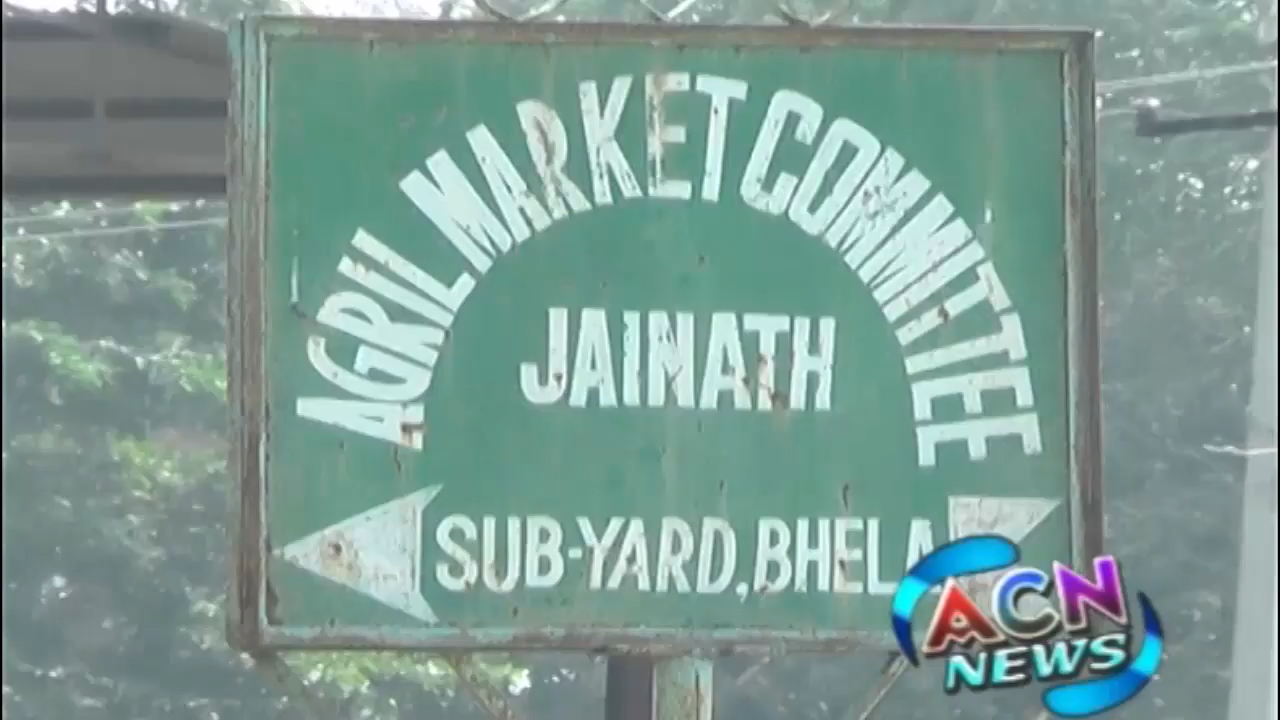 AGRIL MARKET COMMITTEE
JAINATH
SUB-YARD, BHELA
ACN
NEWS